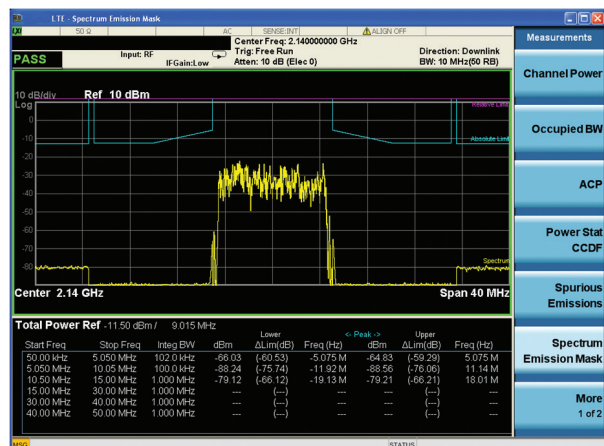 LTE - Spectrum Emission Mask
LXI 50 Ω AC SENSE:INT ALIGN OFF
Center Freq: 2.140000000 GHz
PASS Input: RF Trig: Free Run Direction: Downlink
IFGain:Low Atten: 10 dB (Elec 0) BW: 10 MHz(50 RB)
10 dB/div Ref 10 dBm
Log
Relative Limit
0
-10
Absolute Limit
-20
-30
-40
-50
-60
-70
Spectrum
-80
Center 2.14 GHz Span 40 MHz
Total Power Ref -11.50 dBm / 9.015 MHz
Lower <- Peak -> Upper
Start Freq Stop Freq Integ BW dBm ΔLim(dB) Freq (Hz) dBm ΔLim(dB) Freq (Hz)
50.00 kHz 5.050 MHz 102.0 kHz -66.03 (-60.53) -5.075 M -64.83 (-59.29) 5.075 M
5.050 MHz 10.05 MHz 100.0 kHz -88.24 (-75.74) -11.92 M -88.56 (-76.06) 11.14 M
10.50 MHz 15.00 MHz 1.000 MHz -79.12 (-66.12) -19.13 M -79.21 (-66.21) 18.01 M
15.00 MHz 30.00 MHz 1.000 MHz --- (---) --- --- (---) ---
30.00 MHz 40.00 MHz 1.000 MHz --- (---) --- --- (---) ---
40.00 MHz 50.00 MHz 1.000 MHz --- (---) --- --- (---) ---
MSG STATUS
Measurements
Channel Power
Occupied BW
ACP
Power Stat
CCDF
Spurious
Emissions
Spectrum
Emission Mask
More
1 of 2